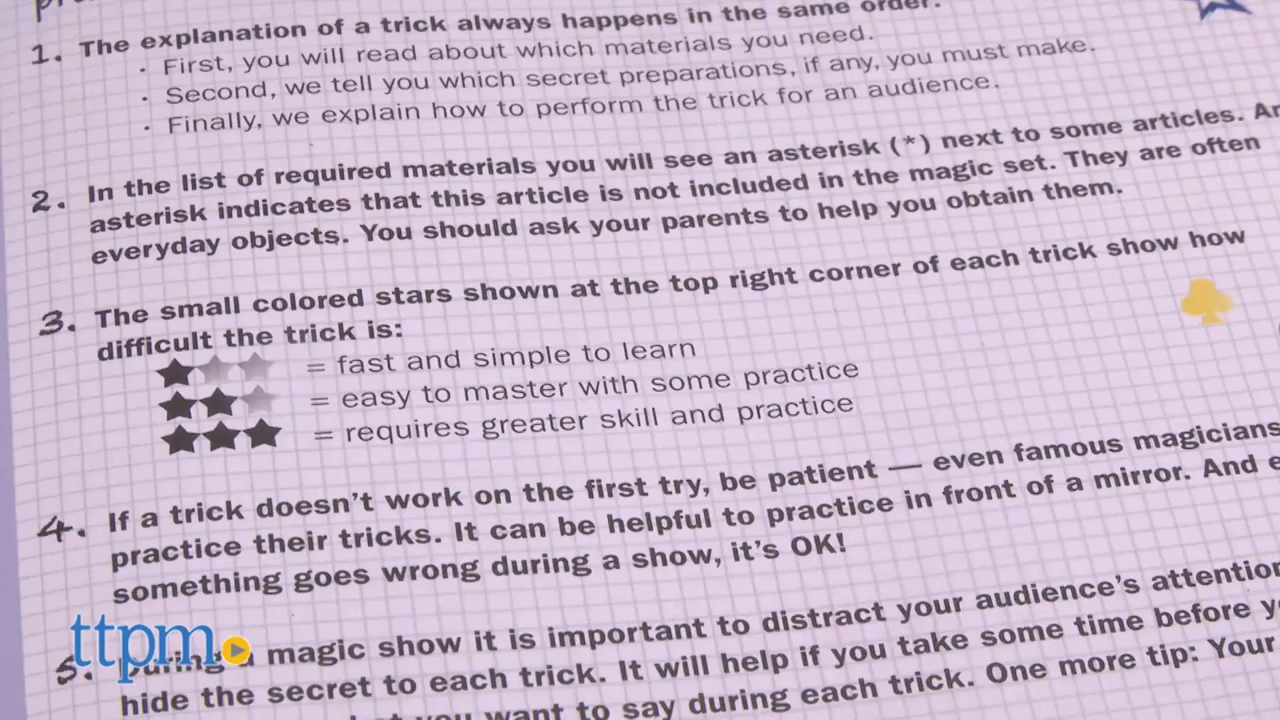 1. The explanation of a trick always happens in the same order.
· First, you will read about which materials you need.
· Second, we tell you which secret preparations, if any, you must make.
· Finally, we explain how to perform the trick for an audience.
2. In the list of required materials you will see an asterisk (*) next to some articles. An
asterisk indicates that this article is not included in the magic set. They are often
everyday objects. You should ask your parents to help you obtain them.
3. The small colored stars shown at the top right corner of each trick show how
difficult the trick is:
★★★ = fast and simple to learn
★★★ = easy to master with some practice
★★★ = requires greater skill and practice
4. If a trick doesn't work on the first try, be patient — even famous magicians
practice their tricks. It can be helpful to practice in front of a mirror. And
something goes wrong during a show, it's OK!
5. During a magic show it is important to distract your audience's attention
hide the secret to each trick. It will help if you take some time before
you want to say during each trick. One more tip: Your
ttpm